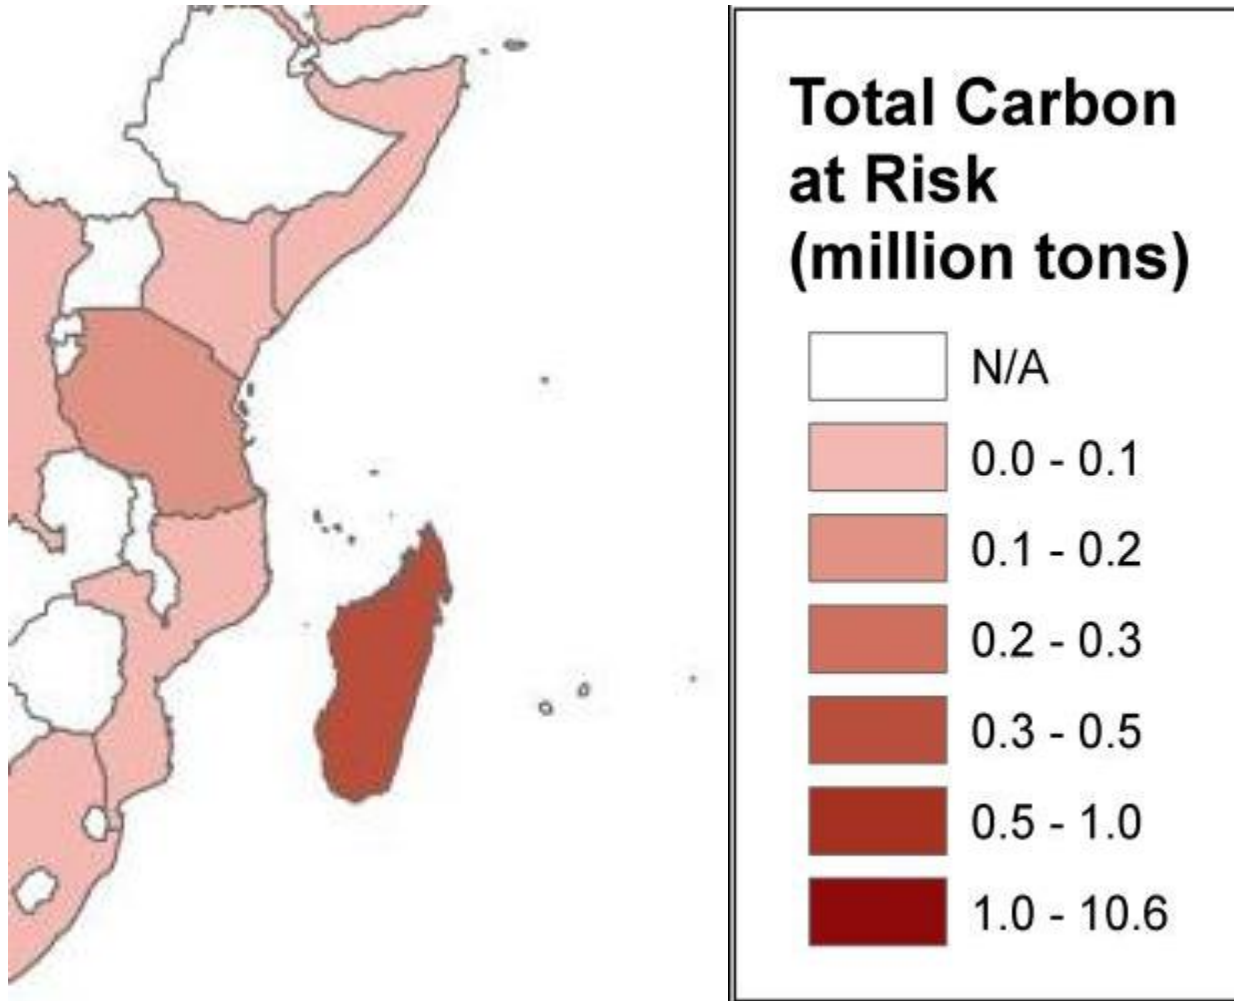 Total Carbon
at Risk
(million tons)
N/A
0.0 - 0.1
0.1 - 0.2
0.2 - 0.3
0.3 - 0.5
0.5 - 1.0
1.0 - 10.6